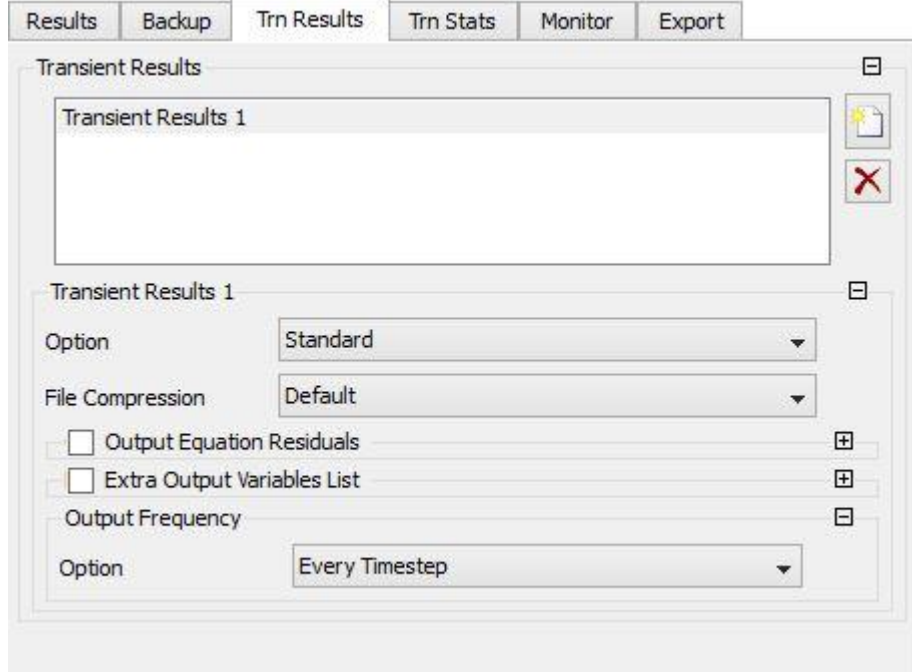 Results Backup Trn Results Trn Stats Monitor Export
Transient Results
Transient Results 1
Transient Results 1
Option Standard
File Compression Default
Output Equation Residuals
Extra Output Variables List
Output Frequency
Option Every Timestep